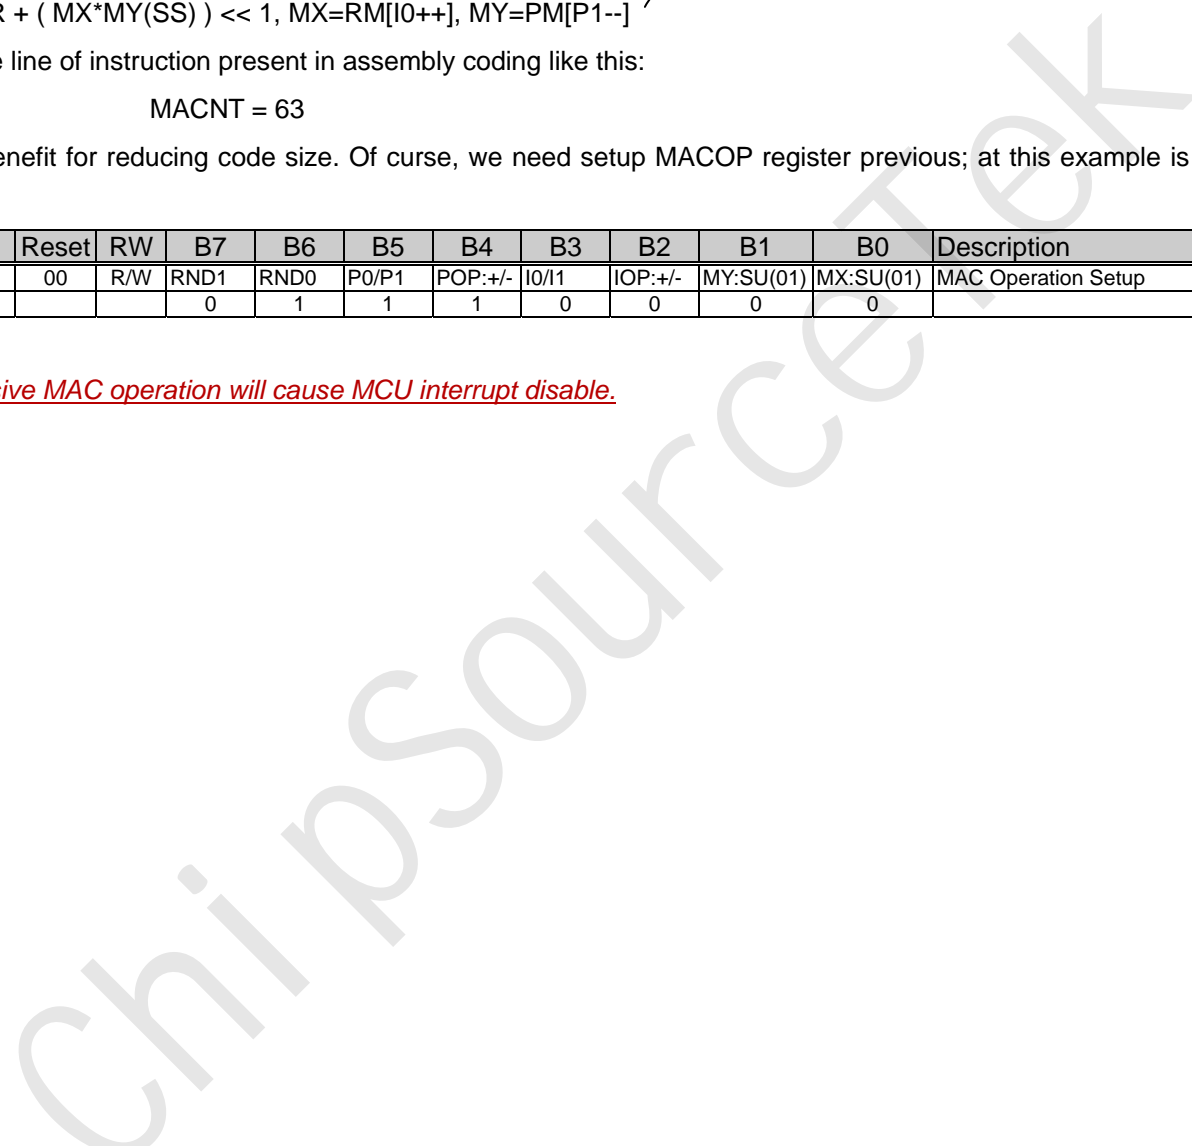 R + ( MX*MY(SS) ) << 1, MX=RM[I0++], MY=PM[P1--]
line of instruction present in assembly coding like this:
MACNT = 63
enefit for reducing code size. Of curse, we need setup MACOP register previous; at this example is
Reset RW B7 B6 B5 B4 B3 B2 B1 B0 Description
00 R/W RND1 RND0 P0/P1 POP:+/- I0/I1 IOP:+/- MY:SU(01) MX:SU(01) MAC Operation Setup
0 1 1 1 0 0 0 0
sive MAC operation will cause MCU interrupt disable.
ChipSourceTek